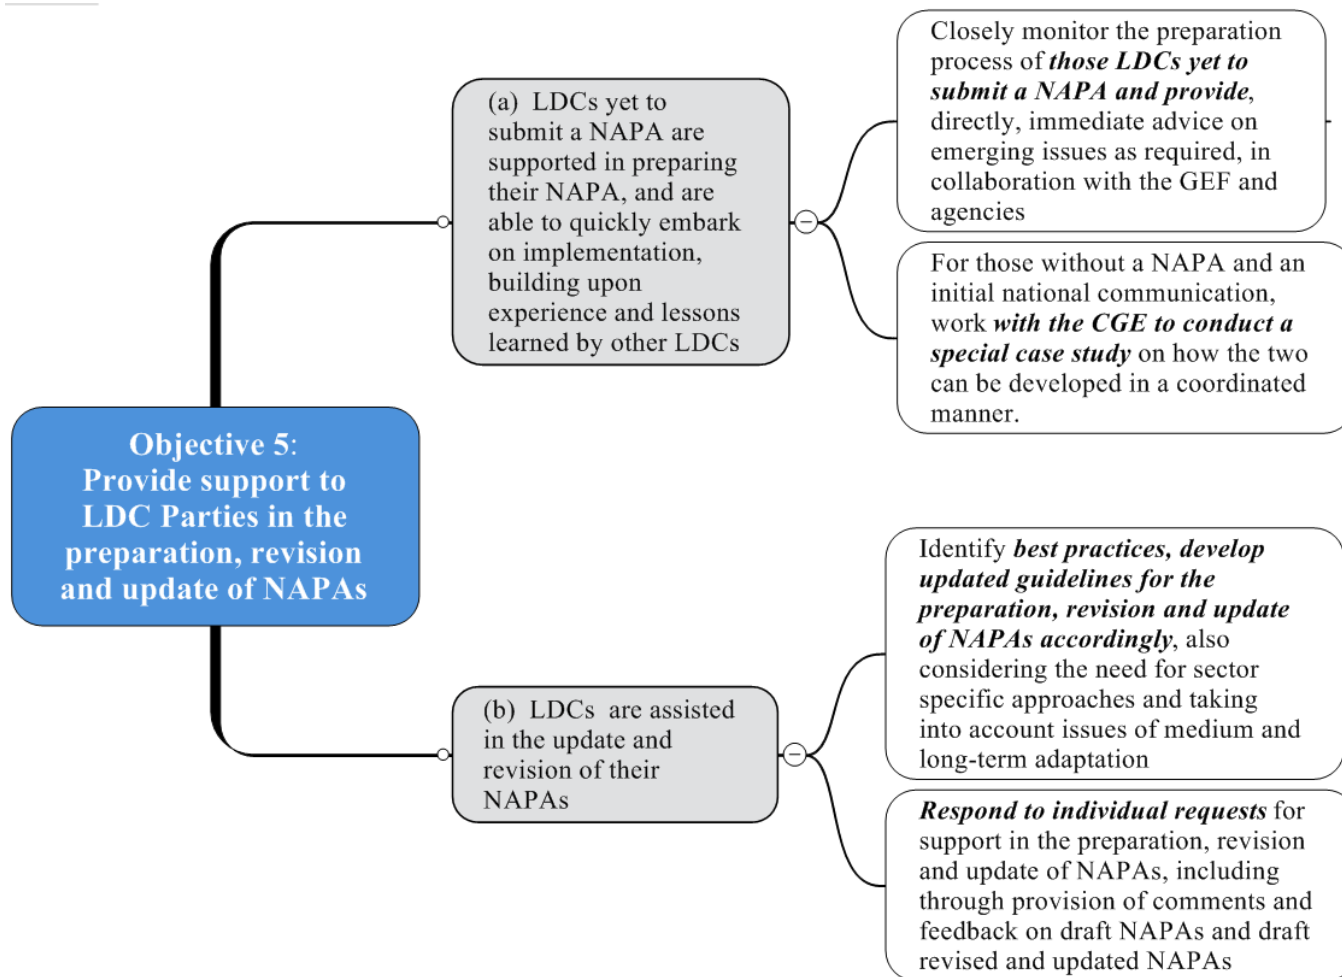 Objective 5:
Provide support to
LDC Parties in the
preparation, revision
and update of NAPAs
(a) LDCs yet to
submit a NAPA are
supported in preparing
their NAPA, and are
able to quickly embark
on implementation,
building upon
experience and lessons
learned by other LDCs
Closely monitor the preparation
process of those LDCs yet to
submit a NAPA and provide,
directly, immediate advice on
emerging issues as required, in
collaboration with the GEF and
agencies
For those without a NAPA and an
initial national communication,
work with the CGE to conduct a
special case study on how the two
can be developed in a coordinated
manner.
(b) LDCs are assisted
in the update and
revision of their
NAPAs
Identify best practices, develop
updated guidelines for the
preparation, revision and update
of NAPAs accordingly, also
considering the need for sector
specific approaches and taking
into account issues of medium and
long-term adaptation
Respond to individual requests for
support in the preparation, revision
and update of NAPAs, including
through provision of comments and
feedback on draft NAPAs and draft
revised and updated NAPAs